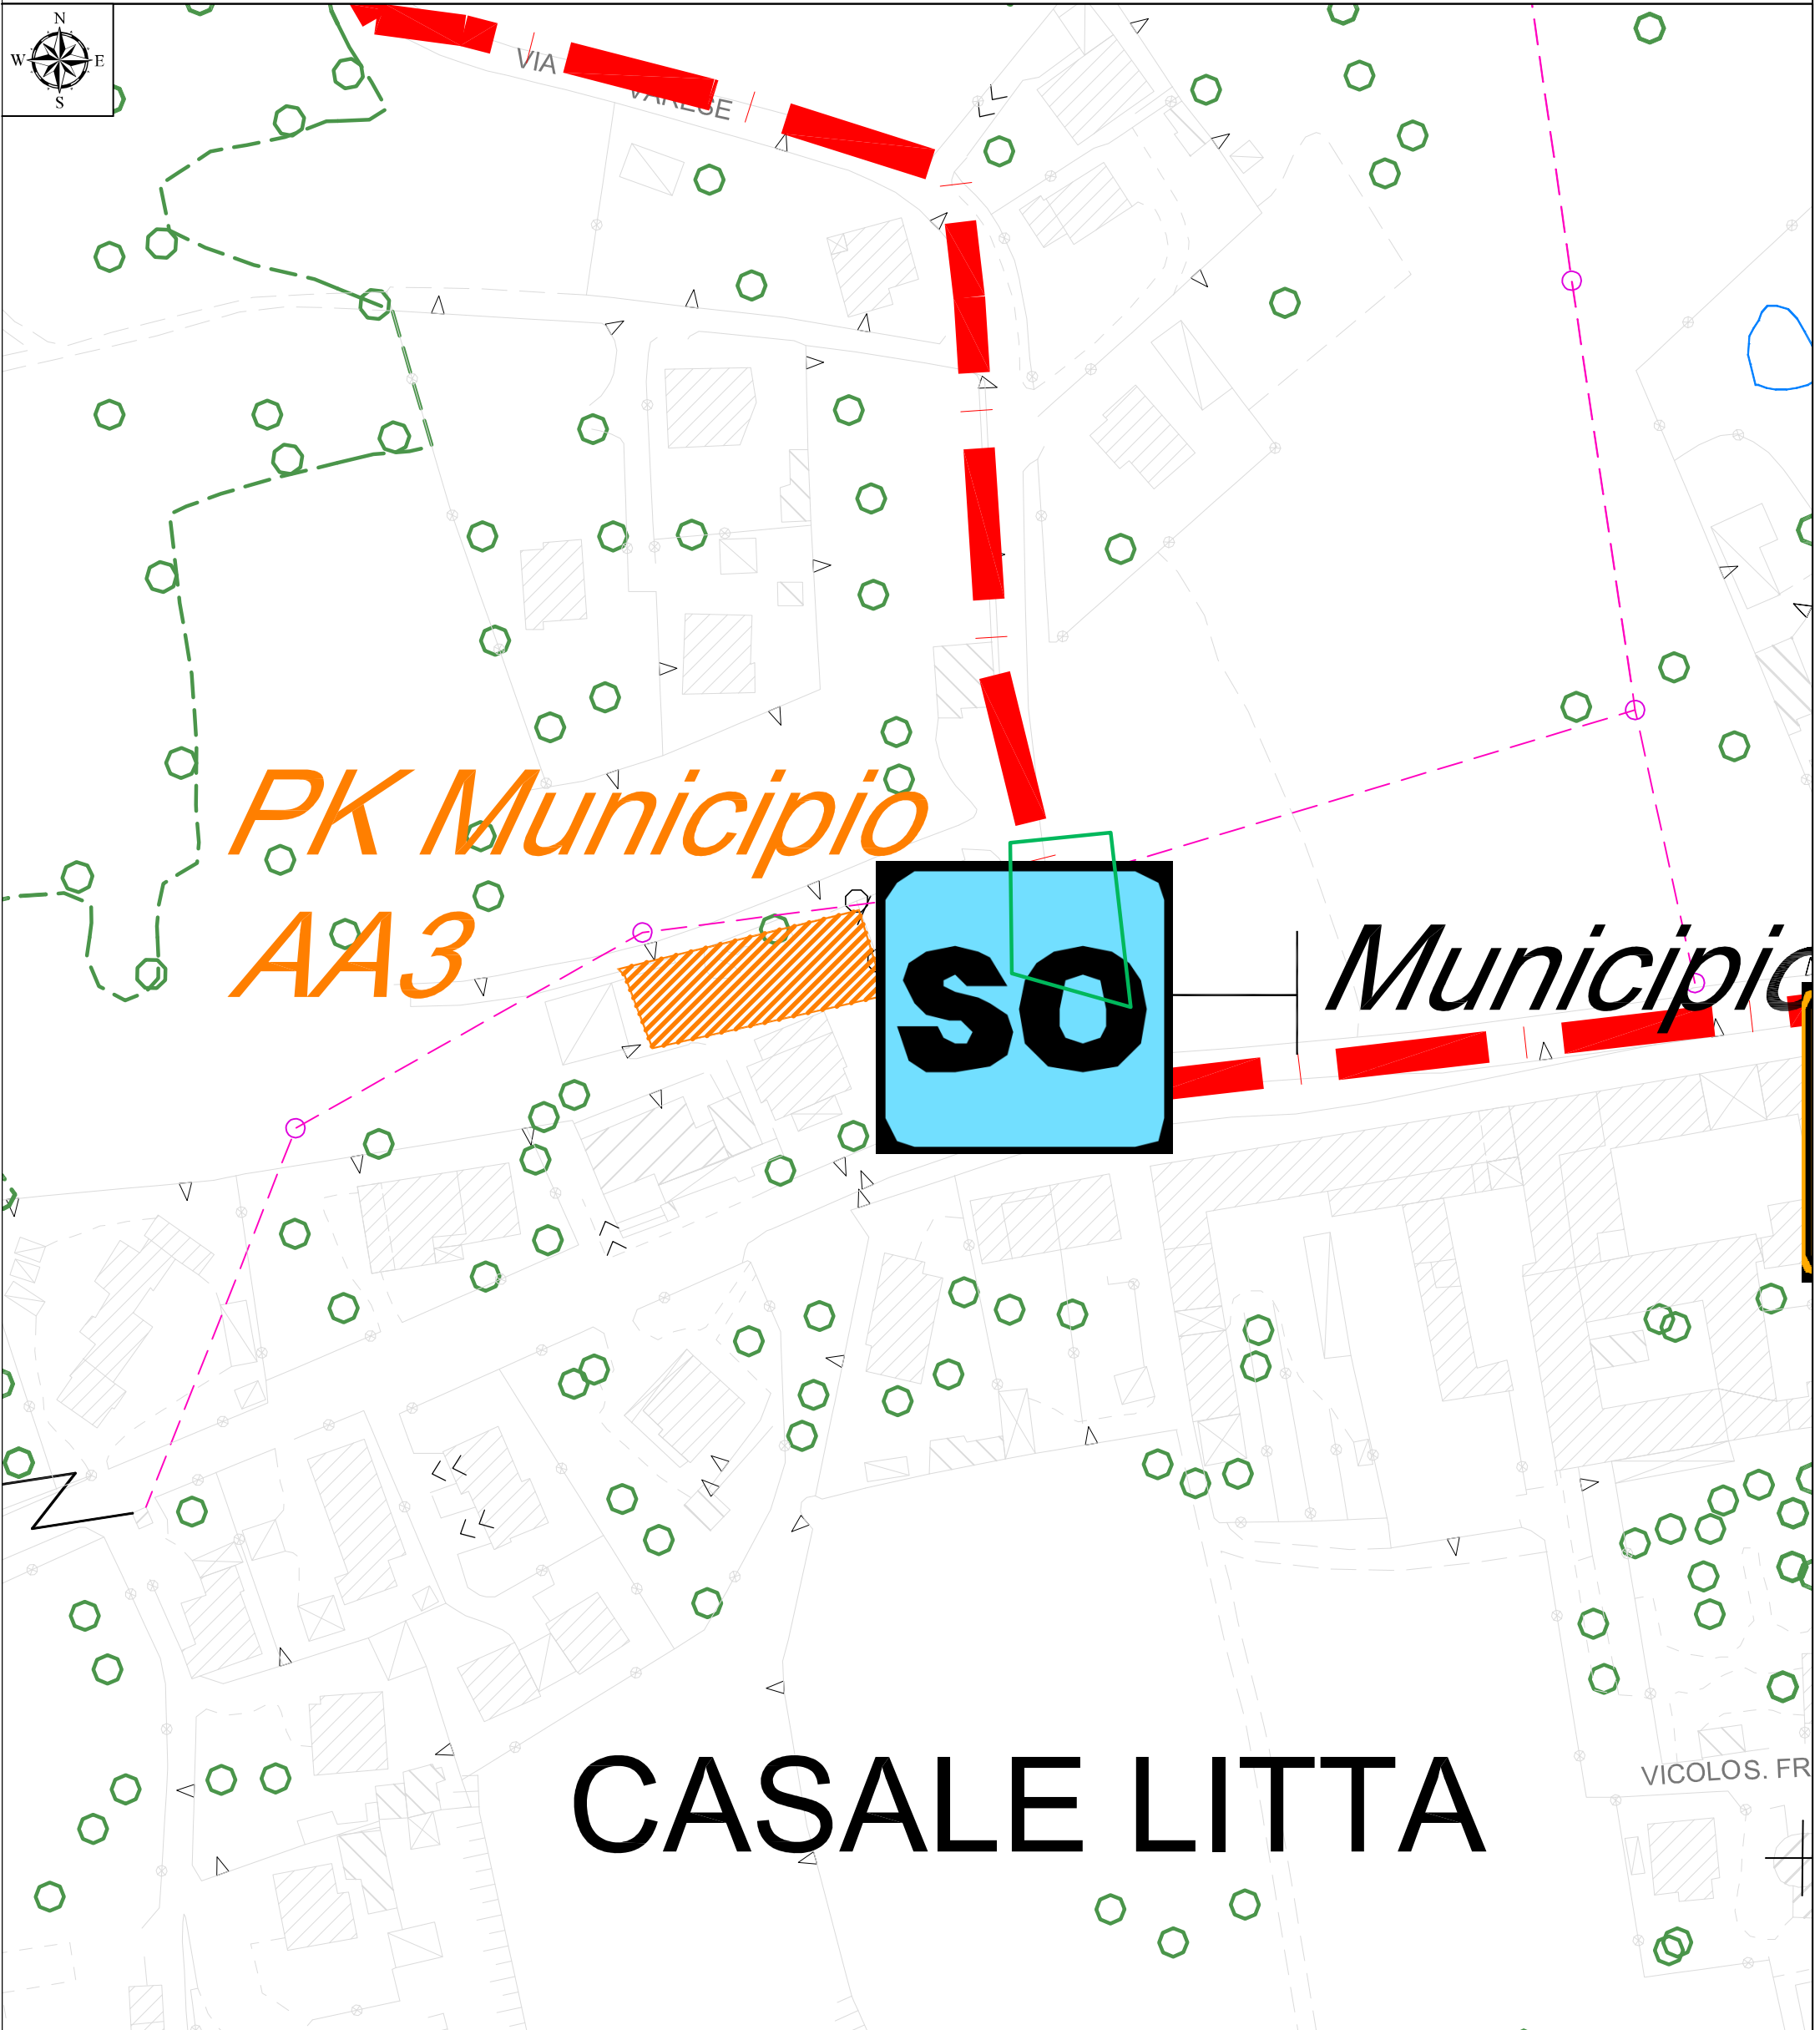 N
W E
S
VIA
VARESE
PK Municipio
AA3
SO
Municipio
CASALE LITTA
VICOLO S. FR